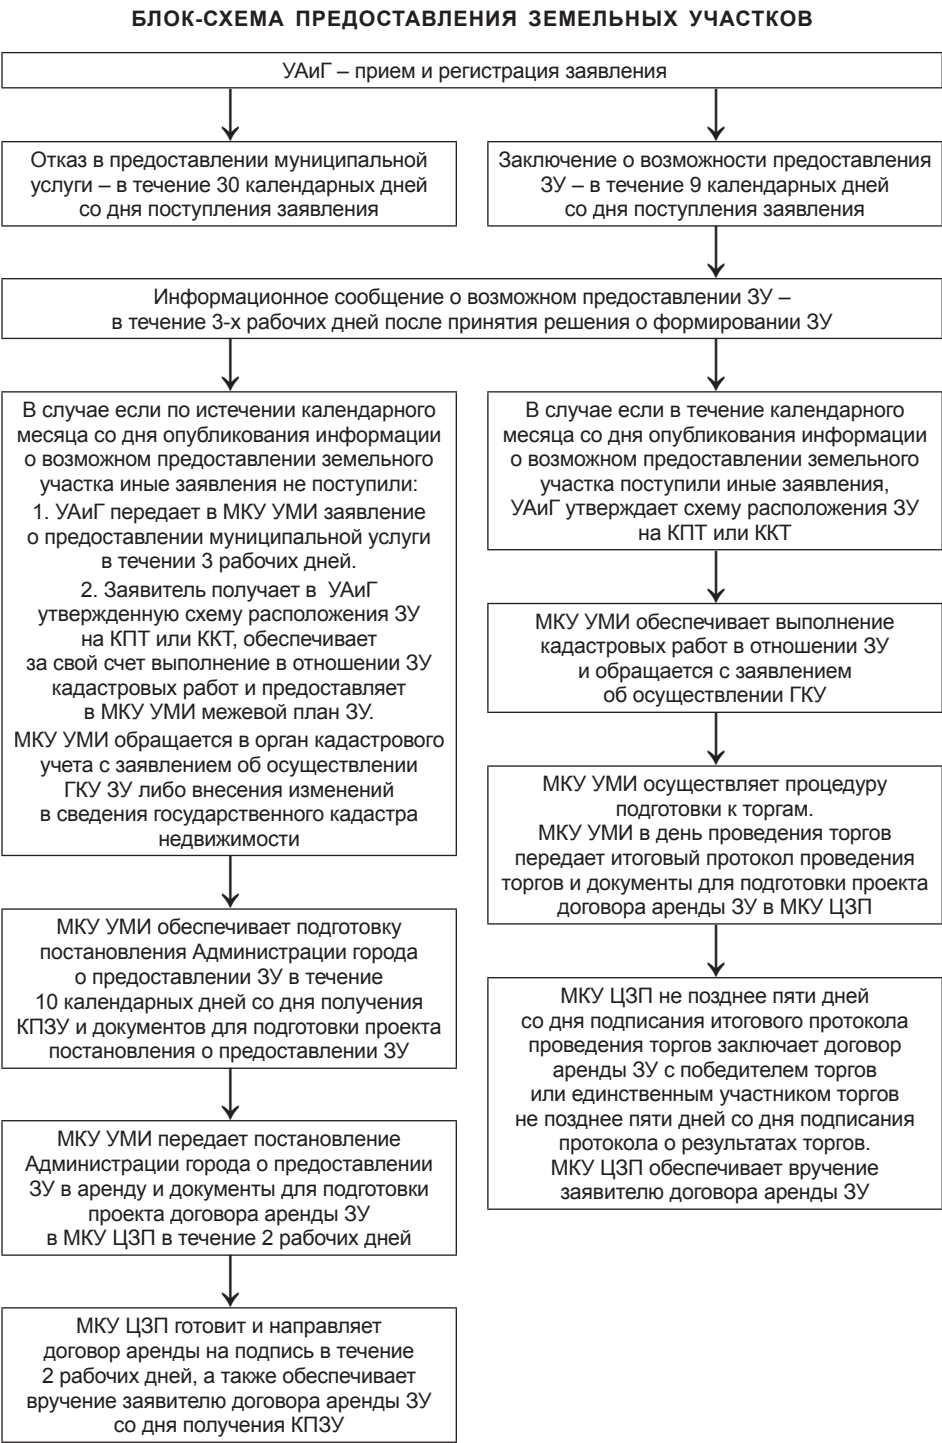 БЛОК-СХЕМА ПРЕДОСТАВЛЕНИЯ ЗЕМЕЛЬНЫХ УЧАСТКОВ
УАиГ – прием и регистрация заявления
Отказ в предоставлении муниципальной
услуги – в течение 30 календарных дней
со дня поступления заявления
Заключение о возможности предоставления
ЗУ – в течение 9 календарных дней
со дня поступления заявления
Информационное сообщение о возможном предоставлении ЗУ –
в течение 3-х рабочих дней после принятия решения о формировании ЗУ
В случае если по истечении календарного
месяца со дня опубликования информации
о возможном предоставлении земельного
участка иные заявления не поступили:
1. УАиГ передает в МКУ УМИ заявление
о предоставлении муниципальной услуги
в течении 3 рабочих дней.
2. Заявитель получает в УАиГ
утвержденную схему расположения ЗУ
на КПТ или ККТ, обеспечивает
за свой счет выполнение в отношении ЗУ
кадастровых работ и предоставляет
в МКУ УМИ межевой план ЗУ.
МКУ УМИ обращается в орган кадастрового
учета с заявлением об осуществлении
ГКУ ЗУ либо внесения изменений
в сведения государственного кадастра
недвижимости
МКУ УМИ обеспечивает подготовку
постановления Администрации города
о предоставлении ЗУ в течение
10 календарных дней со дня получения
КПЗУ и документов для подготовки проекта
постановления о предоставлении ЗУ
МКУ УМИ передает постановление
Администрации города о предоставлении
ЗУ в аренду и документы для подготовки
проекта договора аренды ЗУ
в МКУ ЦЗП в течение 2 рабочих дней
МКУ ЦЗП готовит и направляет
договор аренды на подпись в течение
2 рабочих дней, а также обеспечивает
вручение заявителю договора аренды ЗУ
со дня получения КПЗУ
В случае если в течение календарного
месяца со дня опубликования информации
о возможном предоставлении земельного
участка поступили иные заявления,
УАиГ утверждает схему расположения ЗУ
на КПТ или ККТ
МКУ УМИ обеспечивает выполнение
кадастровых работ в отношении ЗУ
и обращается с заявлением
об осуществлении ГКУ
МКУ УМИ осуществляет процедуру
подготовки к торгам.
МКУ УМИ в день проведения торгов
передает итоговый протокол проведения
торгов и документы для подготовки проекта
договора аренды ЗУ в МКУ ЦЗП
МКУ ЦЗП не позднее пяти дней
со дня подписания итогового протокола
проведения торгов заключает договор
аренды ЗУ с победителем торгов
или единственным участником торгов
не позднее пяти дней со дня подписания
протокола о результатах торгов.
МКУ ЦЗП обеспечивает вручение
заявителю договора аренды ЗУ